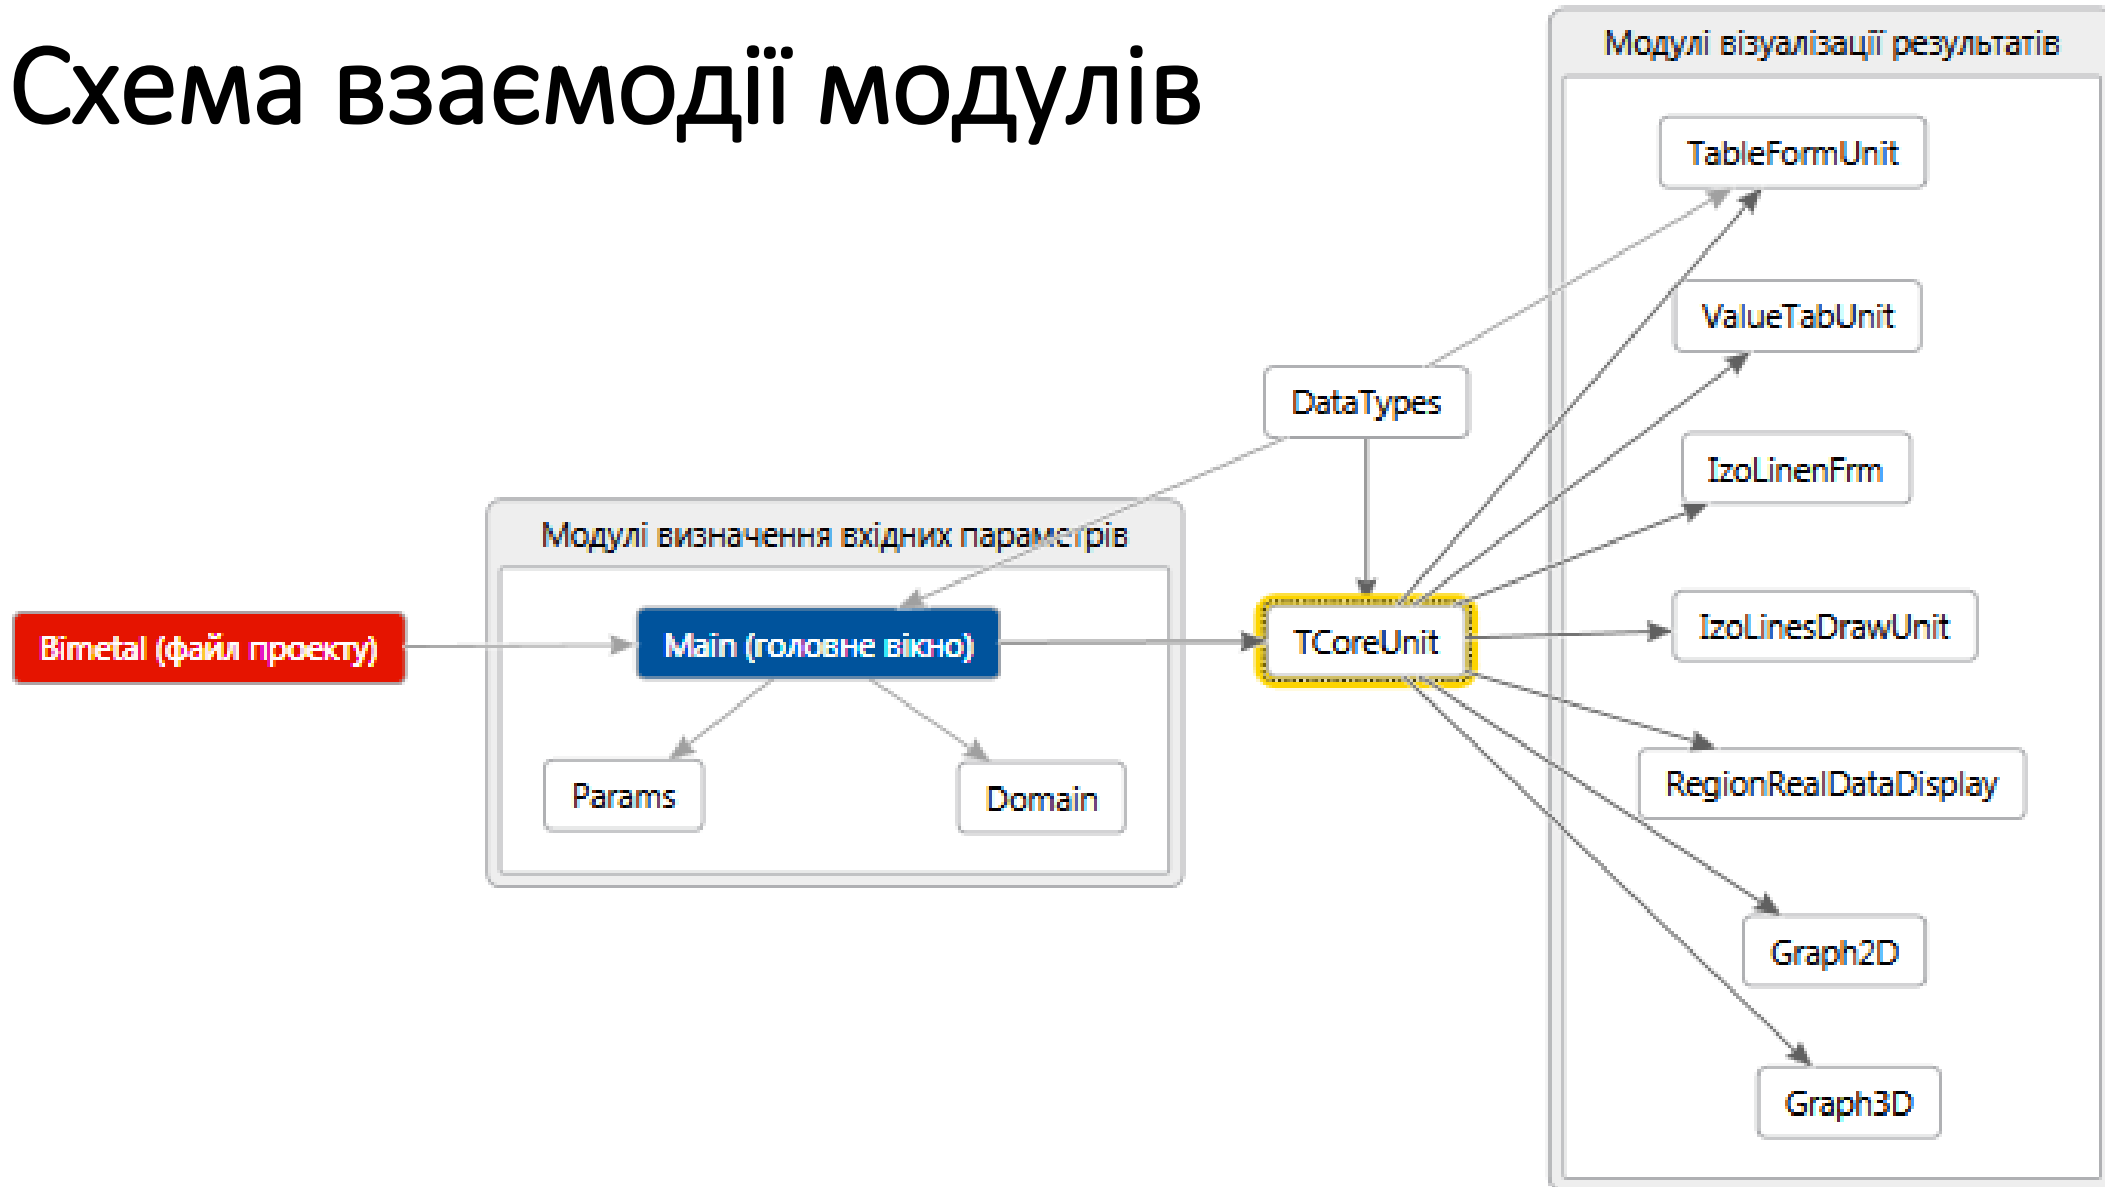 Схема взаємодії модулів
Модулі візуалізації результатів
TableFormUnit
ValueTabUnit
DataTypes
IzoLinenFrm
Модулі визначення вхідних параметрів
Bimetal (файл проекту)
Main (головне вікно)
TCoreUnit
IzoLinesDrawUnit
Params
Domain
RegionRealDataDisplay
Graph2D
Graph3D